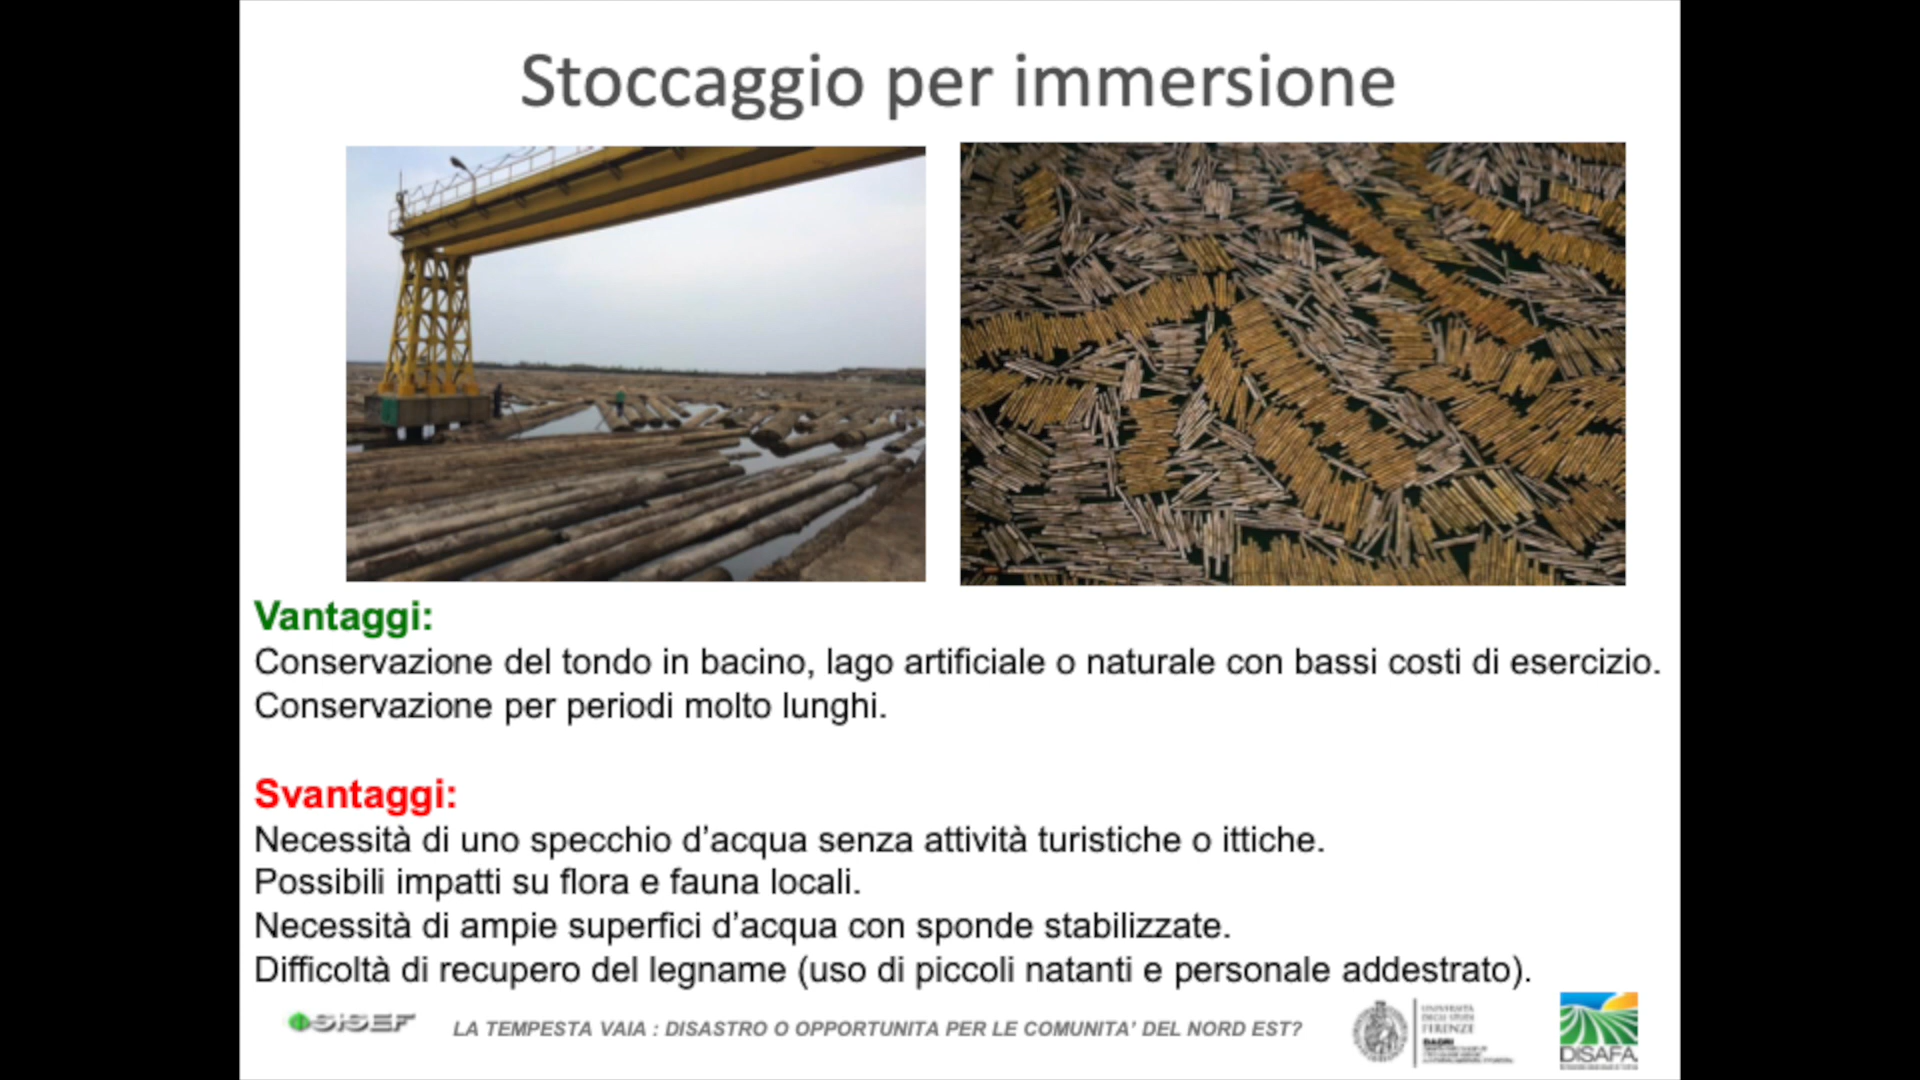 Stoccaggio per immersione
Vantaggi:
Conservazione del tondo in bacino, lago artificiale o naturale con bassi costi di esercizio.
Conservazione per periodi molto lunghi.
Svantaggi:
Necessità di uno specchio d’acqua senza attività turistiche o ittiche.
Possibili impatti su flora e fauna locali.
Necessità di ampie superfici d’acqua con sponde stabilizzate.
Difficoltà di recupero del legname (uso di piccoli natanti e personale addestrato).
SISEF
LA TEMPESTA VAIA : DISASTRO O OPPORTUNITA PER LE COMUNITA’ DEL NORD EST?
UNIVERSITÀ
DEGLI STUDI
FIRENZE
DAGRI
DISAFA